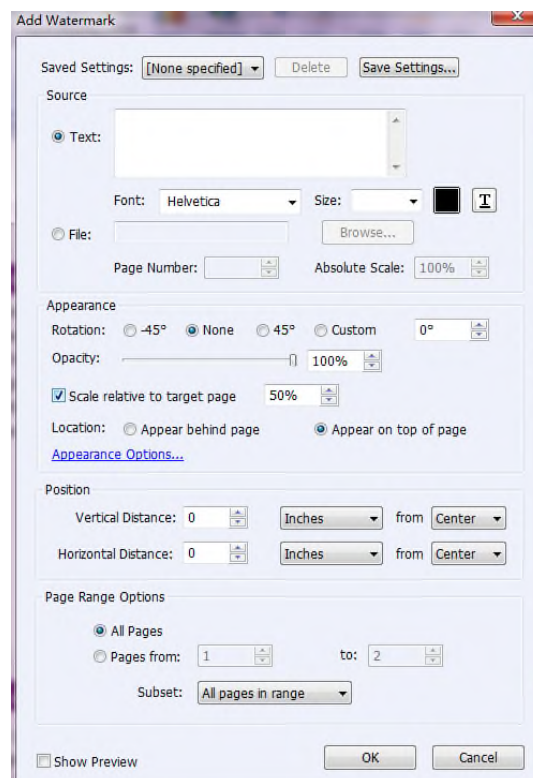 Add Watermark
Saved Settings: [None specified] Delete Save Settings...
Source
Text:
Font: Helvetica Size: T
File: Browse...
Page Number: Absolute Scale: 100%
Appearance
Rotation: -45° None 45° Custom 0°
Opacity: 100%
Scale relative to target page 50%
Location: Appear behind page Appear on top of page
Appearance Options...
Position
Vertical Distance: 0 Inches from Center
Horizontal Distance: 0 Inches from Center
Page Range Options
All Pages
Pages from: 1 to: 2
Subset: All pages in range
Show Preview OK Cancel